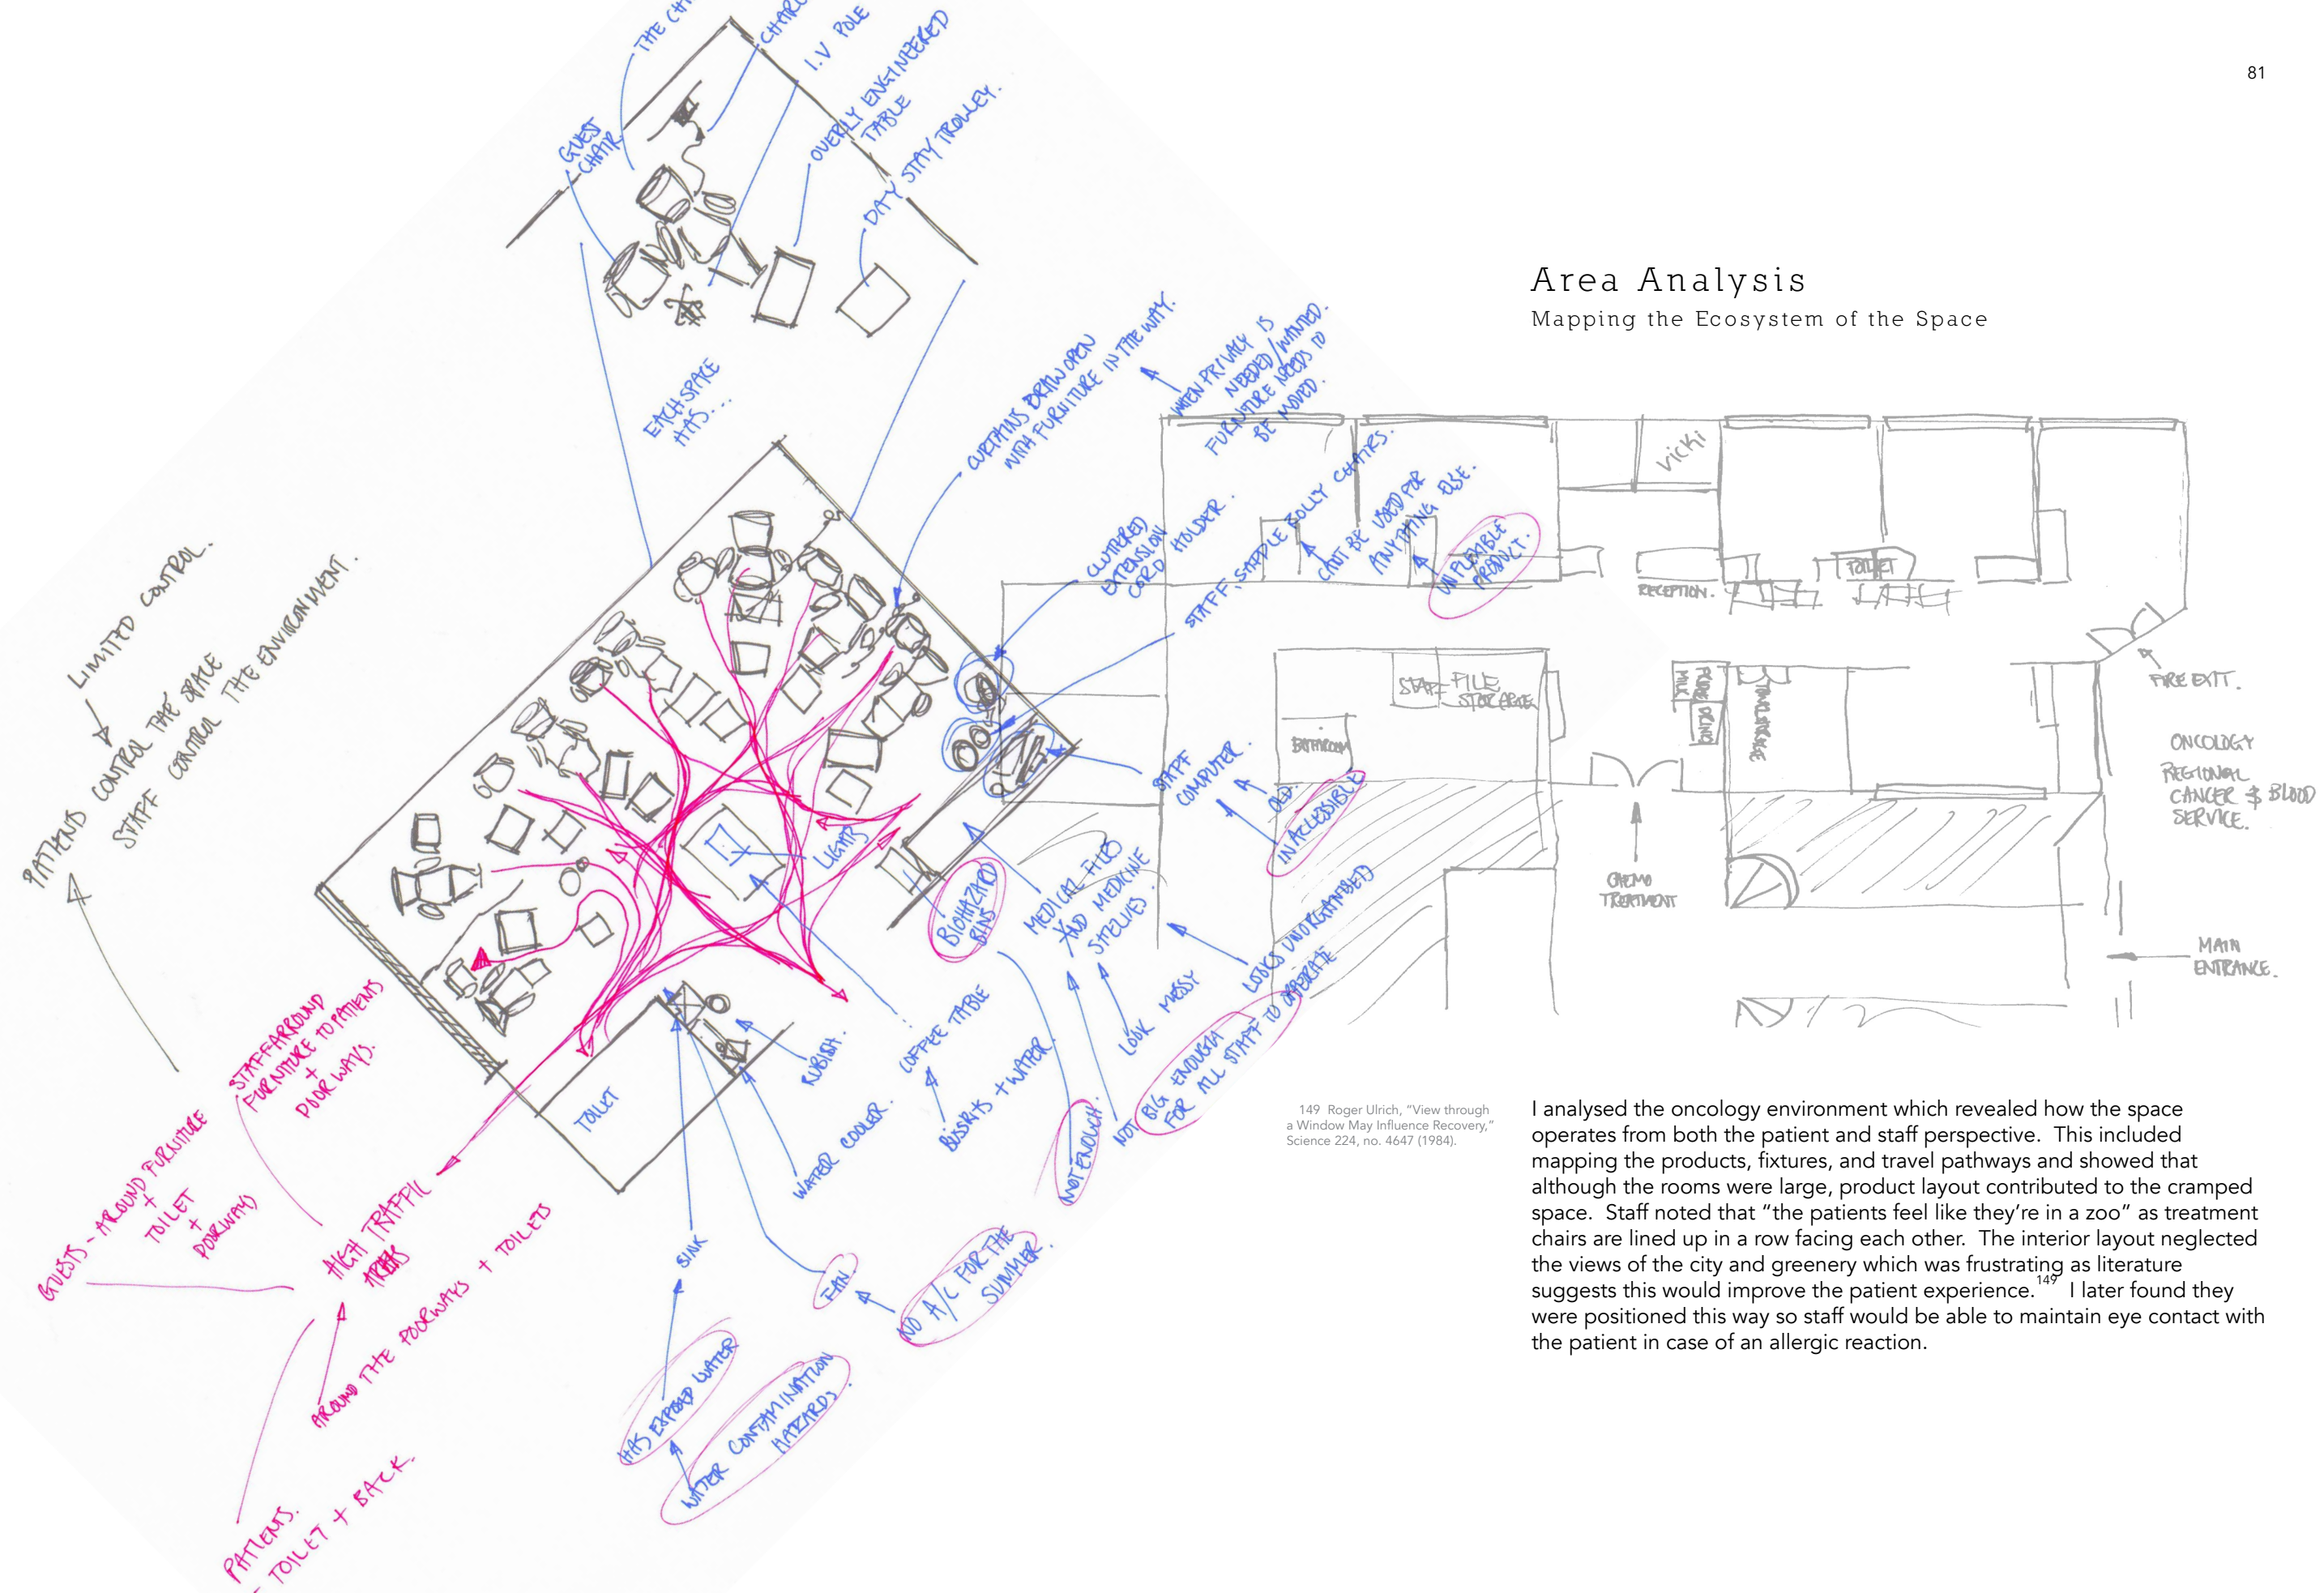 81
Area Analysis
Mapping the Ecosystem of the Space
I analysed the oncology environment which revealed how the space
operates from both the patient and staff perspective.  This included
mapping the products, fixtures, and travel pathways and showed that
although the rooms were large, product layout contributed to the cramped
space.  Staff noted that “the patients feel like they’re in a zoo” as treatment
chairs are lined up in a row facing each other.  The interior layout neglected
the views of the city and greenery which was frustrating as literature
suggests this would improve the patient experience.149  I later found they
were positioned this way so staff would be able to maintain eye contact with
the patient in case of an allergic reaction.
149  Roger Ulrich, “View through
a Window May Influence Recovery,”
Science 224, no. 4647 (1984).
THE
I.V POLE
OVERLY ENGINEERED
TABLE
DAY STAY TROLLEY.
GUEST
CHAIR.
EACH SPACE
HAS...
CURTAINS DRAWN OPEN
WITH FURNITURE IN THE WAY.
WHEN PRIVACY IS
NEEDED/WANTED.
FURNITURE NEEDS TO
BE MOVED.
CLUTTERED
EXTENSION
CORD
HOLDER.
STAFF SADDLE ROLLY CHAIRS.
CANT BE USED FOR
ANYTHING ELSE.
INFLEXIBLE
PRODUCT.
STAFF
COMPUTER.
OLD.
INACCESSIBLE
LIGHTS
BIOHAZARD
BINS
MEDICAL FILES
AND MEDICINE
SHELVES.
LOOK MESSY
LOOKS UNORGANISED
NOT
BIG ENOUGH
FOR ALL STAFF TO OPERATE
NOT ENOUGH.
COFFEE TABLE
BISSKITS + WATER.
RUBISH.
WATER COOLER.
TOILET
SINK
FAN
NO A/C FOR THE
SUMMER.
HAS EXPOSED WATER
WATER CONTAMINATION
HAZARDS.
LIMITED CONTROL.
PATIENTS CONTROL THE SPACE
STAFF CONTROL THE ENVIRONMENT.
STAFF AROUND
FURNITURE TO PATIENTS
+
DOORWAYS.
GUESTS - AROUND FURNITURE
+
TOILET
+
DOORWAYS
HIGH TRAFFIC
AREAS
AROUND THE DOORWAYS + TOILETS
PATIENTS.
- TOILET + BACK.
Vicki
RECEPTION.
TOILET
STAFF
FILE
STORAGE
BATHROOM
MILK
FRIDGE
TOWEL STORAGE
CHEMO
TREATMENT
FIRE EXIT.
ONCOLOGY
REGIONAL
CANCER & BLOOD
SERVICE.
MAIN
ENTRANCE.